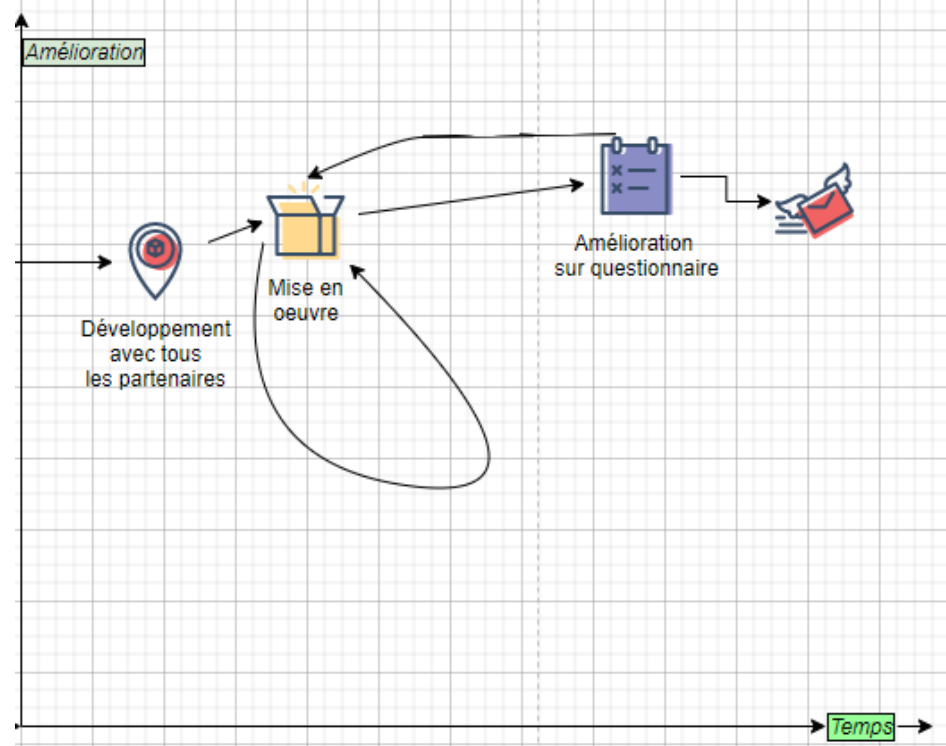 Amélioration
Amélioration
sur questionnaire
Mise en
oeuvre
Développement
avec tous
les partenaires
Temps